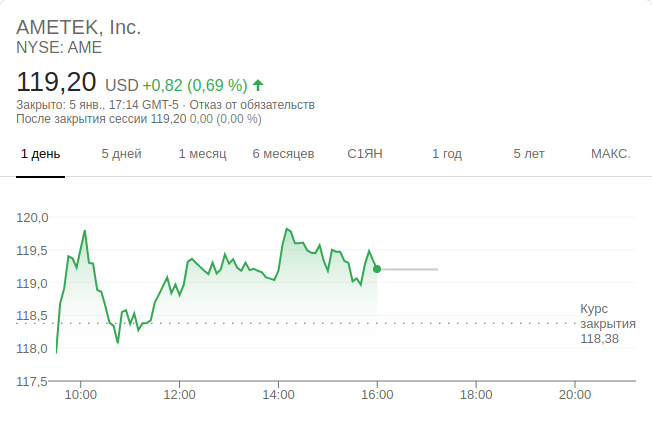 AMETEK, Inc.
NYSE: AME
119,20 USD +0,82 (0,69 %)
Закрыто: 5 янв., 17:14 GMT-5 · Отказ от обязательств
После закрытия сессии 119,20 0,00 (0,00 %)
1 день 5 дней 1 месяц 6 месяцев С1ЯН 1 год 5 лет МАКС.
120,0
119,5
119,0
118,5
118,0
117,5
Курс
закрытия
118,38
10:00 12:00 14:00 16:00 18:00 20:00